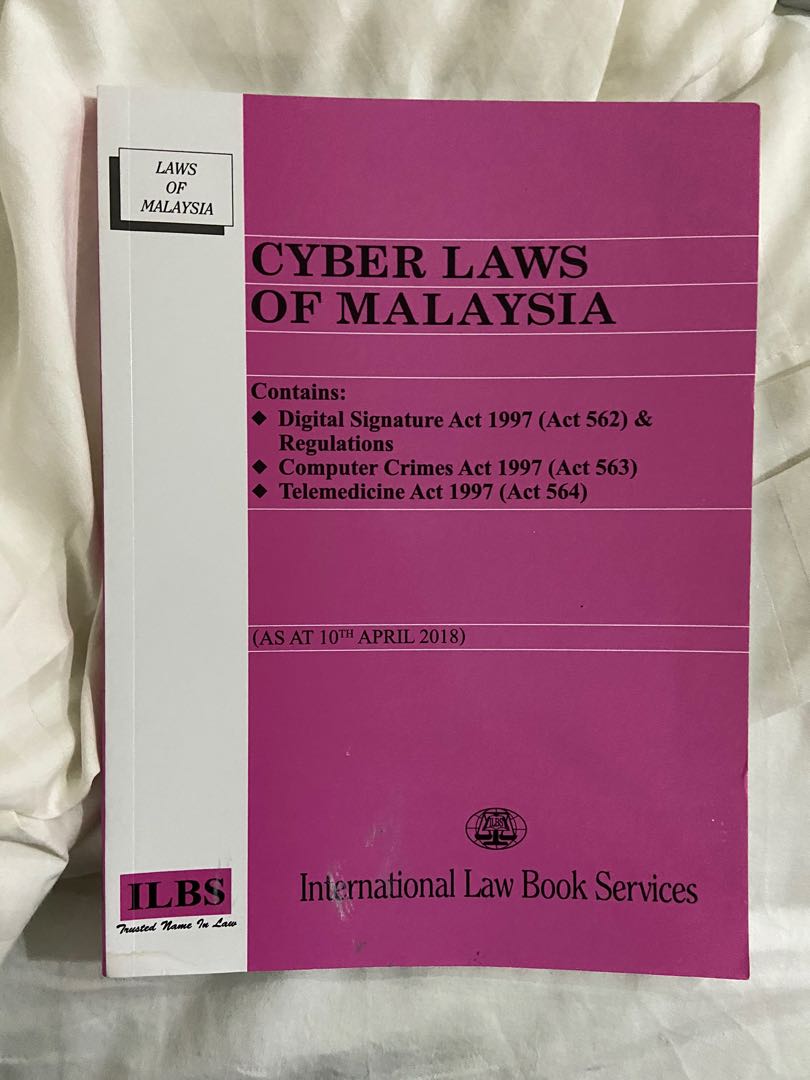 LAWS
OF
MALAYSIA
CYBER LAWS
OF MALAYSIA
Contains:
◆ Digital Signature Act 1997 (Act 562) &
Regulations
◆ Computer Crimes Act 1997 (Act 563)
◆ Telemedicine Act 1997 (Act 564)
(AS AT 10TH APRIL 2018)
ILBS
International Law Book Services
ILBS
Trusted Name In Law